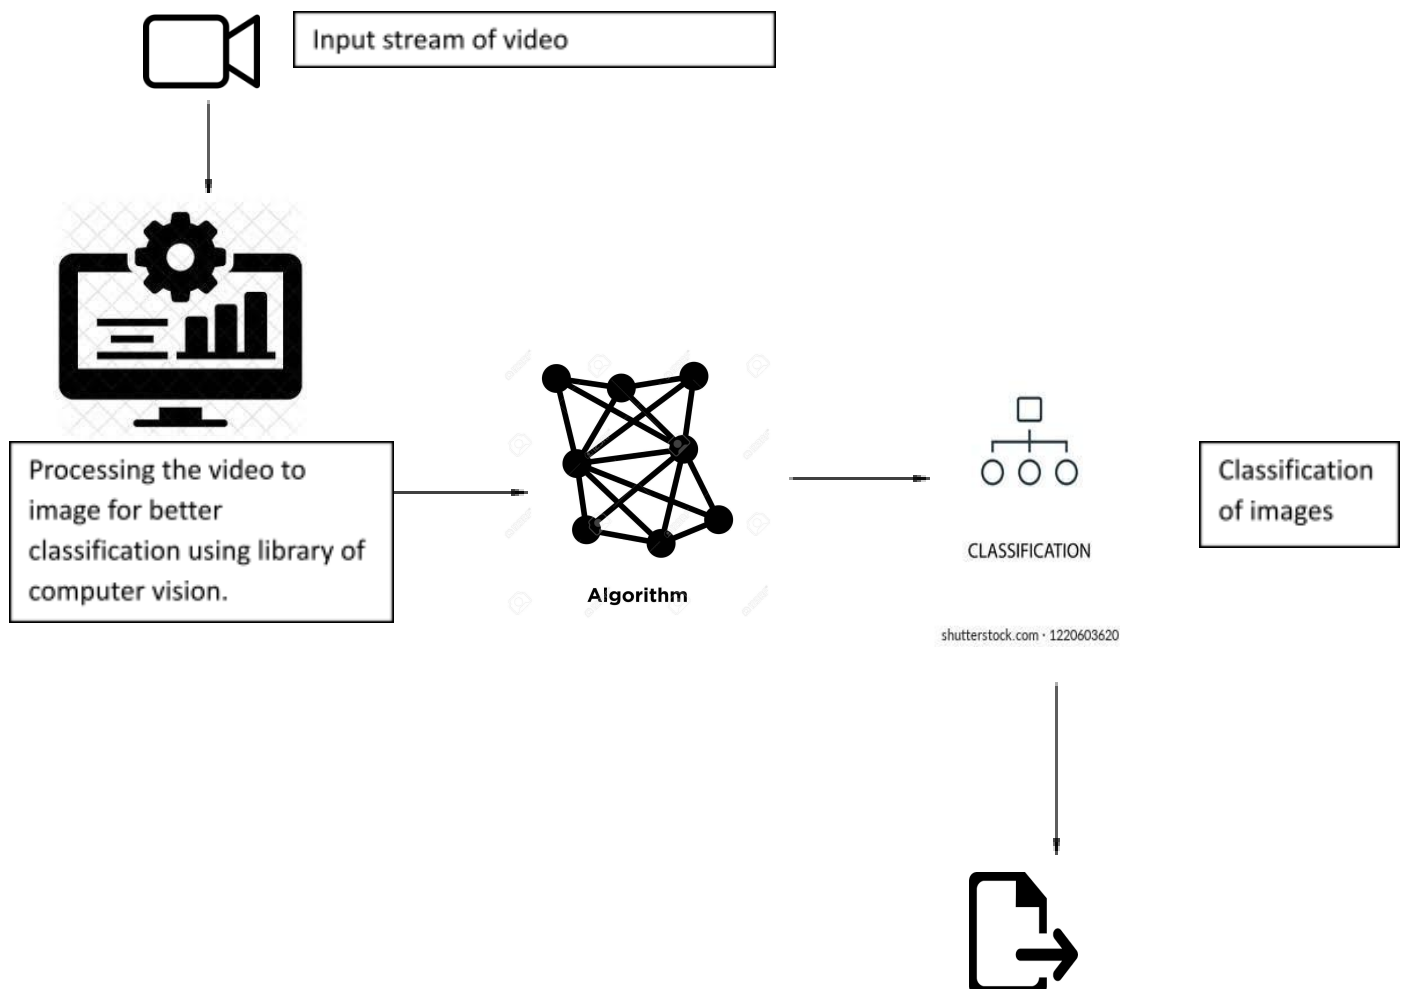 Input stream of video
Processing the video to
image for better
classification using library of
computer vision.
Algorithm
CLASSIFICATION
shutterstock.com · 1220603620
Classification
of images